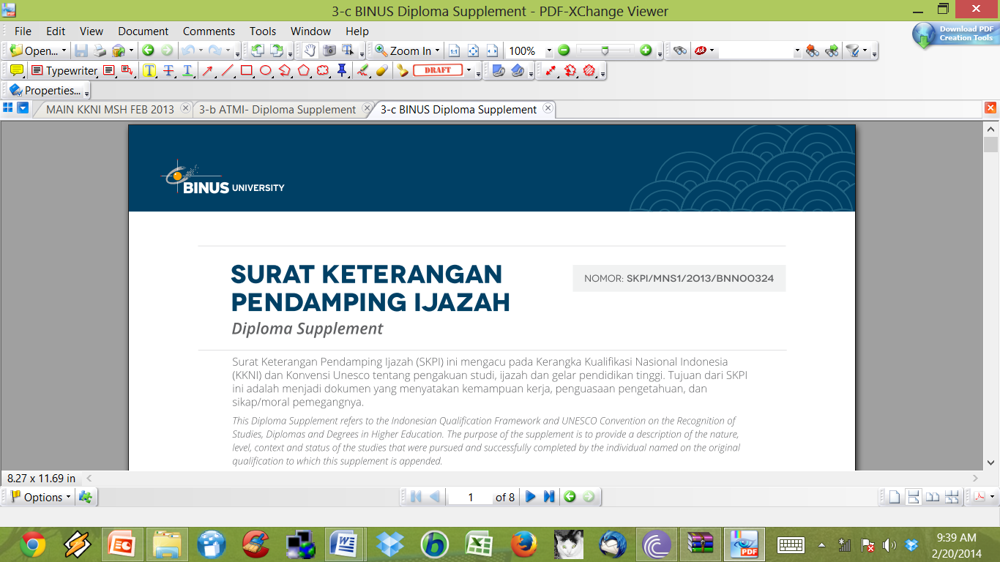 3-c BINUS Diploma Supplement - PDF-XChange Viewer
File Edit View Document Comments Tools Window Help
Download PDF
Creation Tools
Open... Zoom In 100%
Typewriter DRAFT
Properties...
MAIN KKNI MSH FEB 2013 3-b ATMI- Diploma Supplement 3-c BINUS Diploma Supplement
BINUS UNIVERSITY
SURAT KETERANGAN
PENDAMPING IJAZAH
NOMOR: SKPI/MNS1/2013/BNN00324
Diploma Supplement
Surat Keterangan Pendamping Ijazah (SKPI) ini mengacu pada Kerangka Kualifikasi Nasional Indonesia
(KKNI) dan Konvensi Unesco tentang pengakuan studi, ijazah dan gelar pendidikan tinggi. Tujuan dari SKPI
ini adalah menjadi dokumen yang menyatakan kemampuan kerja, penguasaan pengetahuan, dan
sikap/moral pemegangnya.
This Diploma Supplement refers to the Indonesian Qualification Framework and UNESCO Convention on the Recognition of
Studies, Diplomas and Degrees in Higher Education. The purpose of the supplement is to provide a description of the nature,
level, context and status of the studies that were pursued and successfully completed by the individual named on the original
qualification to which this supplement is appended.
8.27 x 11.69 in
Options 1 of 8
PDF
9:39 AM
2/20/2014